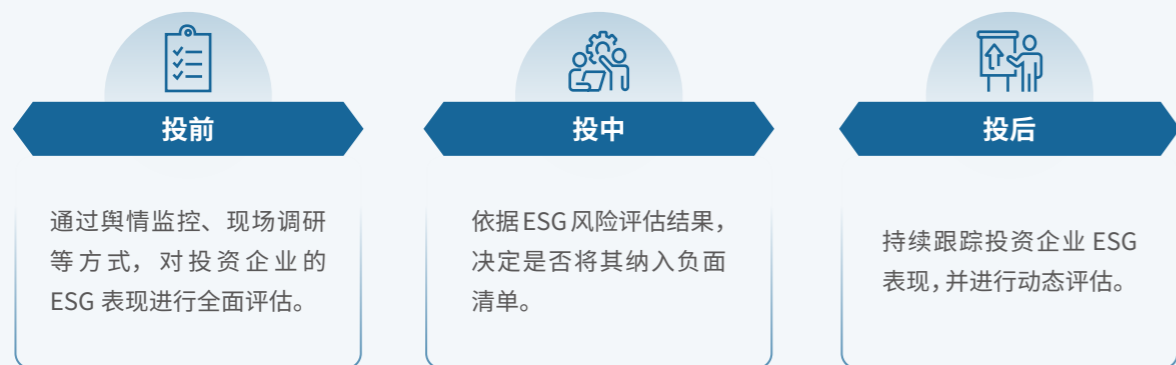 投前
通过舆情监控、现场调研
等方式，对投资企业的
ESG 表现进行全面评估。
投中
依据 ESG 风险评估结果，
决定是否将其纳入负面
清单。
投后
持续跟踪投资企业 ESG
表现，并进行动态评估。